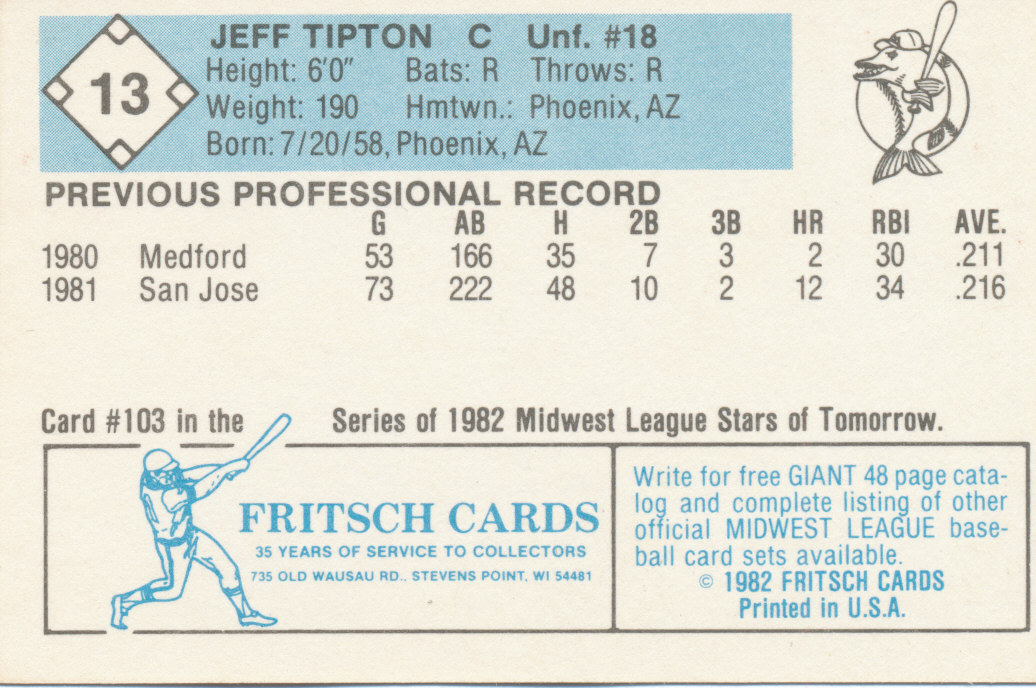 13
JEFF TIPTON C Unf. #18
Height: 6'0" Bats: R Throws: R
Weight: 190 Hmtwn.: Phoenix, AZ
Born: 7/20/58, Phoenix, AZ
PREVIOUS PROFESSIONAL RECORD
G AB H 2B 3B HR RBI AVE.
1980 Medford 53 166 35 7 3 2 30 .211
1981 San Jose 73 222 48 10 2 12 34 .216
Card #103 in the Series of 1982 Midwest League Stars of Tomorrow.
FRITSCH CARDS
35 YEARS OF SERVICE TO COLLECTORS
735 OLD WAUSAU RD., STEVENS POINT, WI 54481
Write for free GIANT 48 page cata-
log and complete listing of other
official MIDWEST LEAGUE base-
ball card sets available.
© 1982 FRITSCH CARDS
Printed in U.S.A.